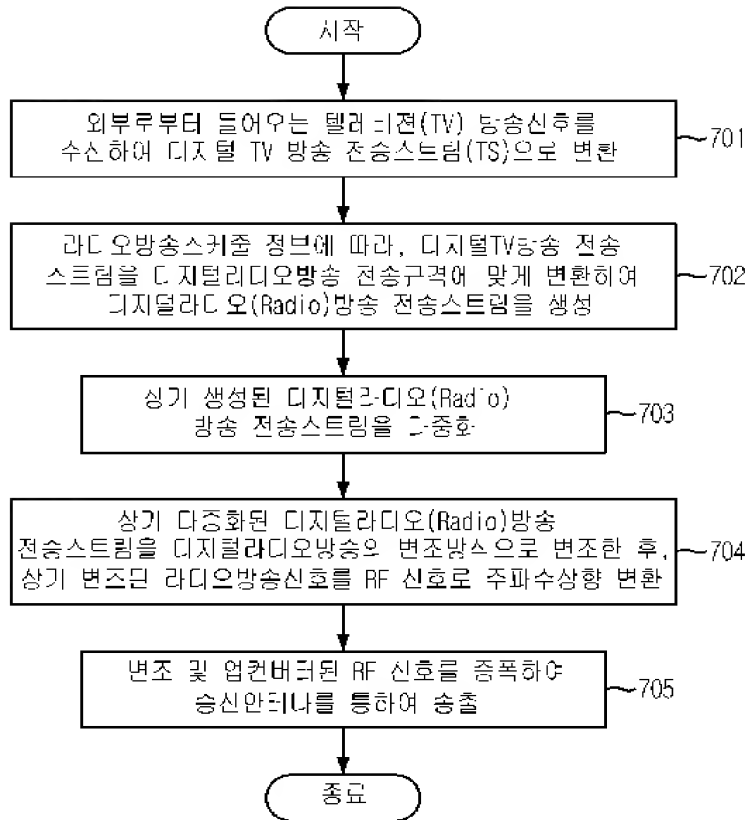 시작
외부로부터 들어오는 텔레비젼(TV) 방송신호를
수신하여 디지털 TV 방송 전송스트림(TS)으로 변환
701
라디오방송스케줄 정보에 따라, 디지털TV방송 전송
스트림을 디지털라디오방송 전송규격에 맞게 변환하여
디지털라디오(Radio)방송 전송스트림을 생성
702
상기 생성된 디지털라디오(Radio)
방송 전송스트림을 다중화
703
상기 다중화된 디지털라디오(Radio)방송
전송스트림을 디지털라디오방송의 변조방식으로 변조한 후,
상기 변조된 라디오방송신호를 RF 신호로 주파수상향 변환
704
변조 및 업컨버터된 RF 신호를 증폭하여
송신안테나를 통하여 송출
705
종료